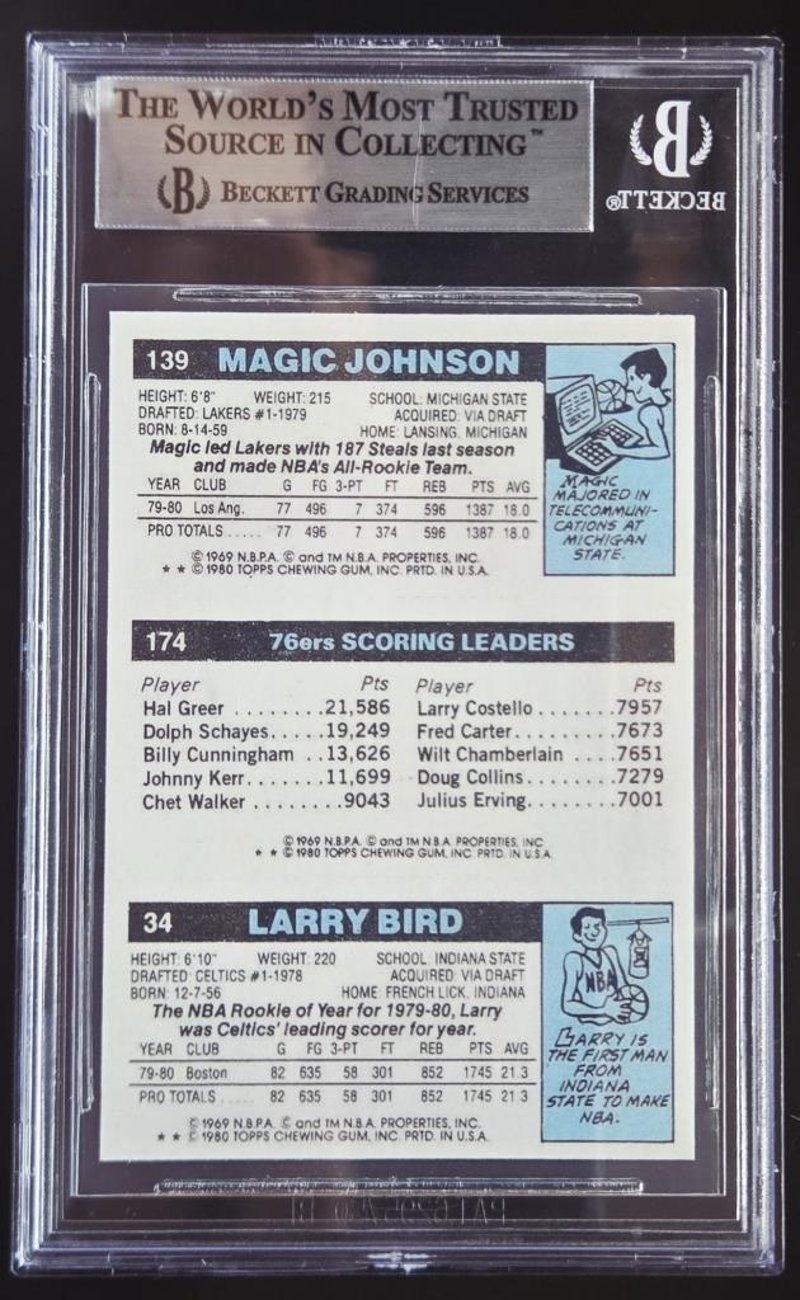 THE WORLD'S MOST TRUSTED
SOURCE IN COLLECTING™
B BECKETT GRADING SERVICES
B
BECKETT®
139 MAGIC JOHNSON
HEIGHT: 6'8" WEIGHT: 215 SCHOOL: MICHIGAN STATE
DRAFTED: LAKERS #1-1979 ACQUIRED: VIA DRAFT
BORN: 8-14-59 HOME: LANSING, MICHIGAN
Magic led Lakers with 187 Steals last season
and made NBA's All-Rookie Team.
YEAR CLUB G FG 3-PT FT REB PTS AVG
79-80 Los Ang. 77 496 7 374 596 1387 18.0
PRO TOTALS ..... 77 496 7 374 596 1387 18.0
© 1969 N.B.P.A. © and TM N.B.A. PROPERTIES, INC.
* * © 1980 TOPPS CHEWING GUM, INC. PRTD. IN U.S.A.
MAGIC
MAJORED IN
TELECOMMUNI-
CATIONS AT
MICHIGAN
STATE.
174 76ers SCORING LEADERS
Player Pts Player Pts
Hal Greer ........21,586 Larry Costello .......7957
Dolph Schayes.....19,249 Fred Carter.........7673
Billy Cunningham ..13,626 Wilt Chamberlain ....7651
Johnny Kerr.......11,699 Doug Collins........7279
Chet Walker ........9043 Julius Erving........7001
© 1969 N.B.P.A. © and TM N.B.A. PROPERTIES, INC.
* * © 1980 TOPPS CHEWING GUM, INC. PRTD. IN U.S.A.
34 LARRY BIRD
HEIGHT: 6'10" WEIGHT: 220 SCHOOL: INDIANA STATE
DRAFTED: CELTICS #1-1978 ACQUIRED: VIA DRAFT
BORN: 12-7-56 HOME: FRENCH LICK, INDIANA
The NBA Rookie of Year for 1979-80, Larry
was Celtics' leading scorer for year.
YEAR CLUB G FG 3-PT FT REB PTS AVG
79-80 Boston 82 635 58 301 852 1745 21.3
PRO TOTALS ..... 82 635 58 301 852 1745 21.3
© 1969 N.B.P.A. © and TM N.B.A. PROPERTIES, INC.
* * © 1980 TOPPS CHEWING GUM, INC. PRTD. IN U.S.A.
NBA
LARRY IS
THE FIRST MAN
FROM
INDIANA
STATE TO MAKE
NBA.